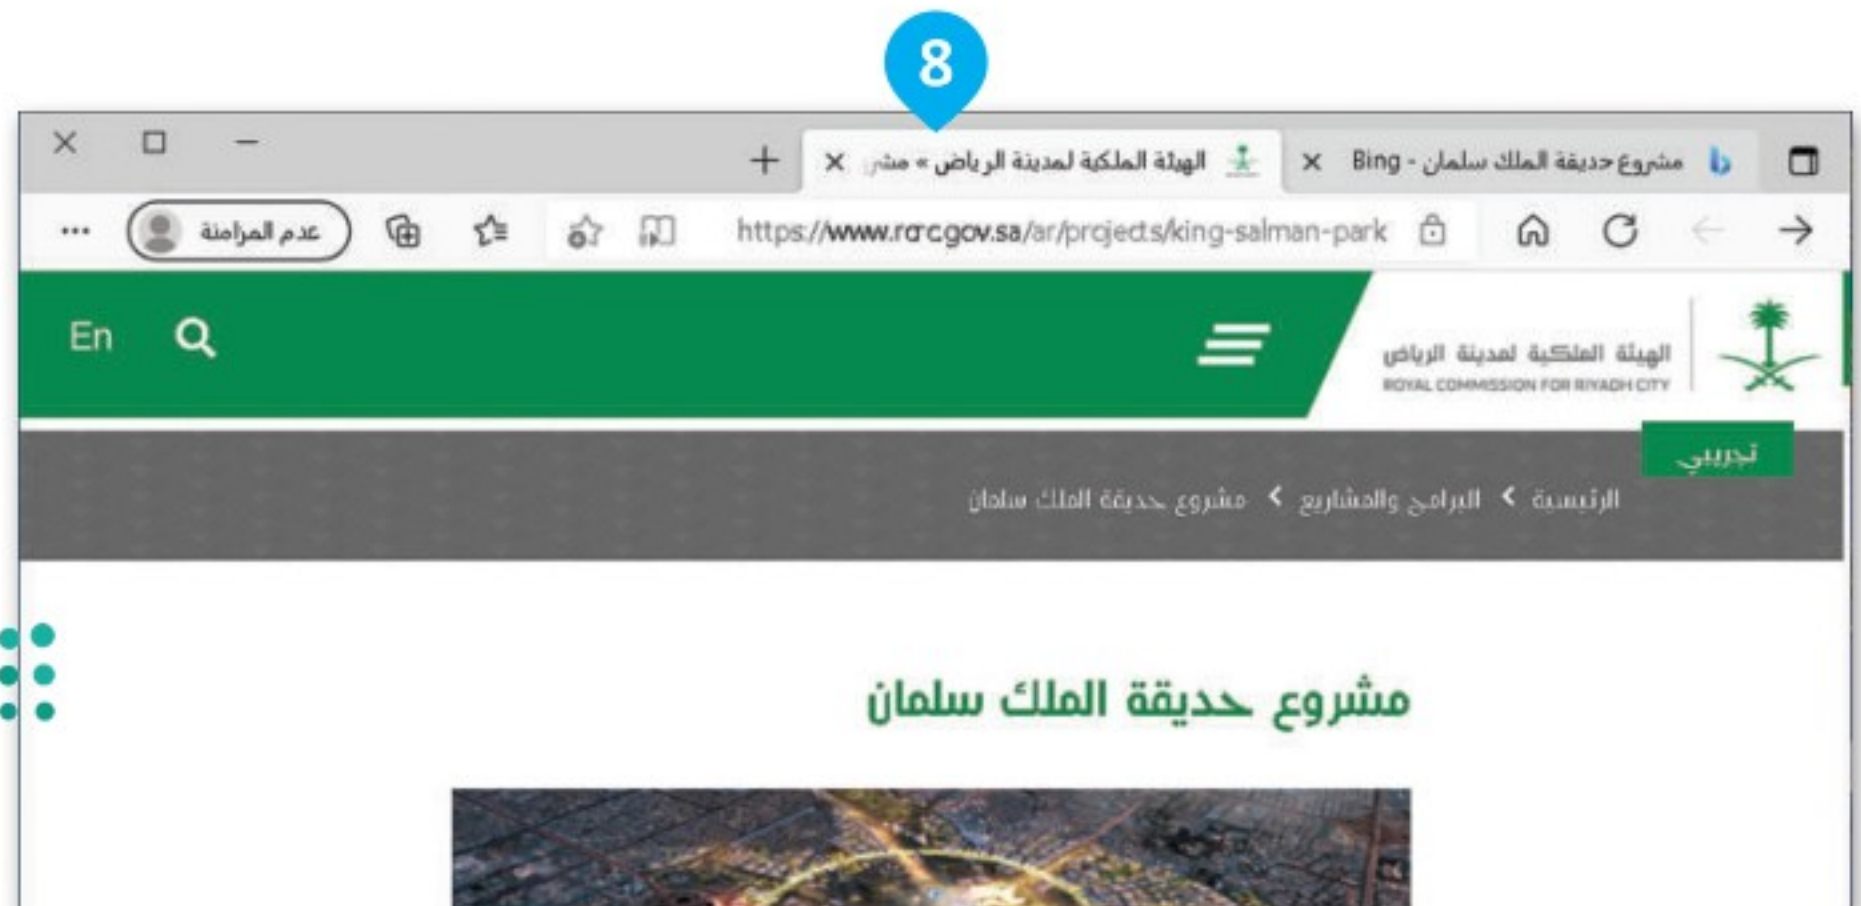 8
مشروع حديقة الملك سلمان - Bing
الهيئة الملكية لمدينة الرياض » مشر
https://www.rcrc.gov.sa/ar/projects/king-salman-park
عدم المزامنة
الهيئة الملكية لمدينة الرياض
ROYAL COMMISSION FOR RIYADH CITY
En
تجريبي
الرئيسية > البرامج والمشاريع > مشروع حديقة الملك سلمان
مشروع حديقة الملك سلمان